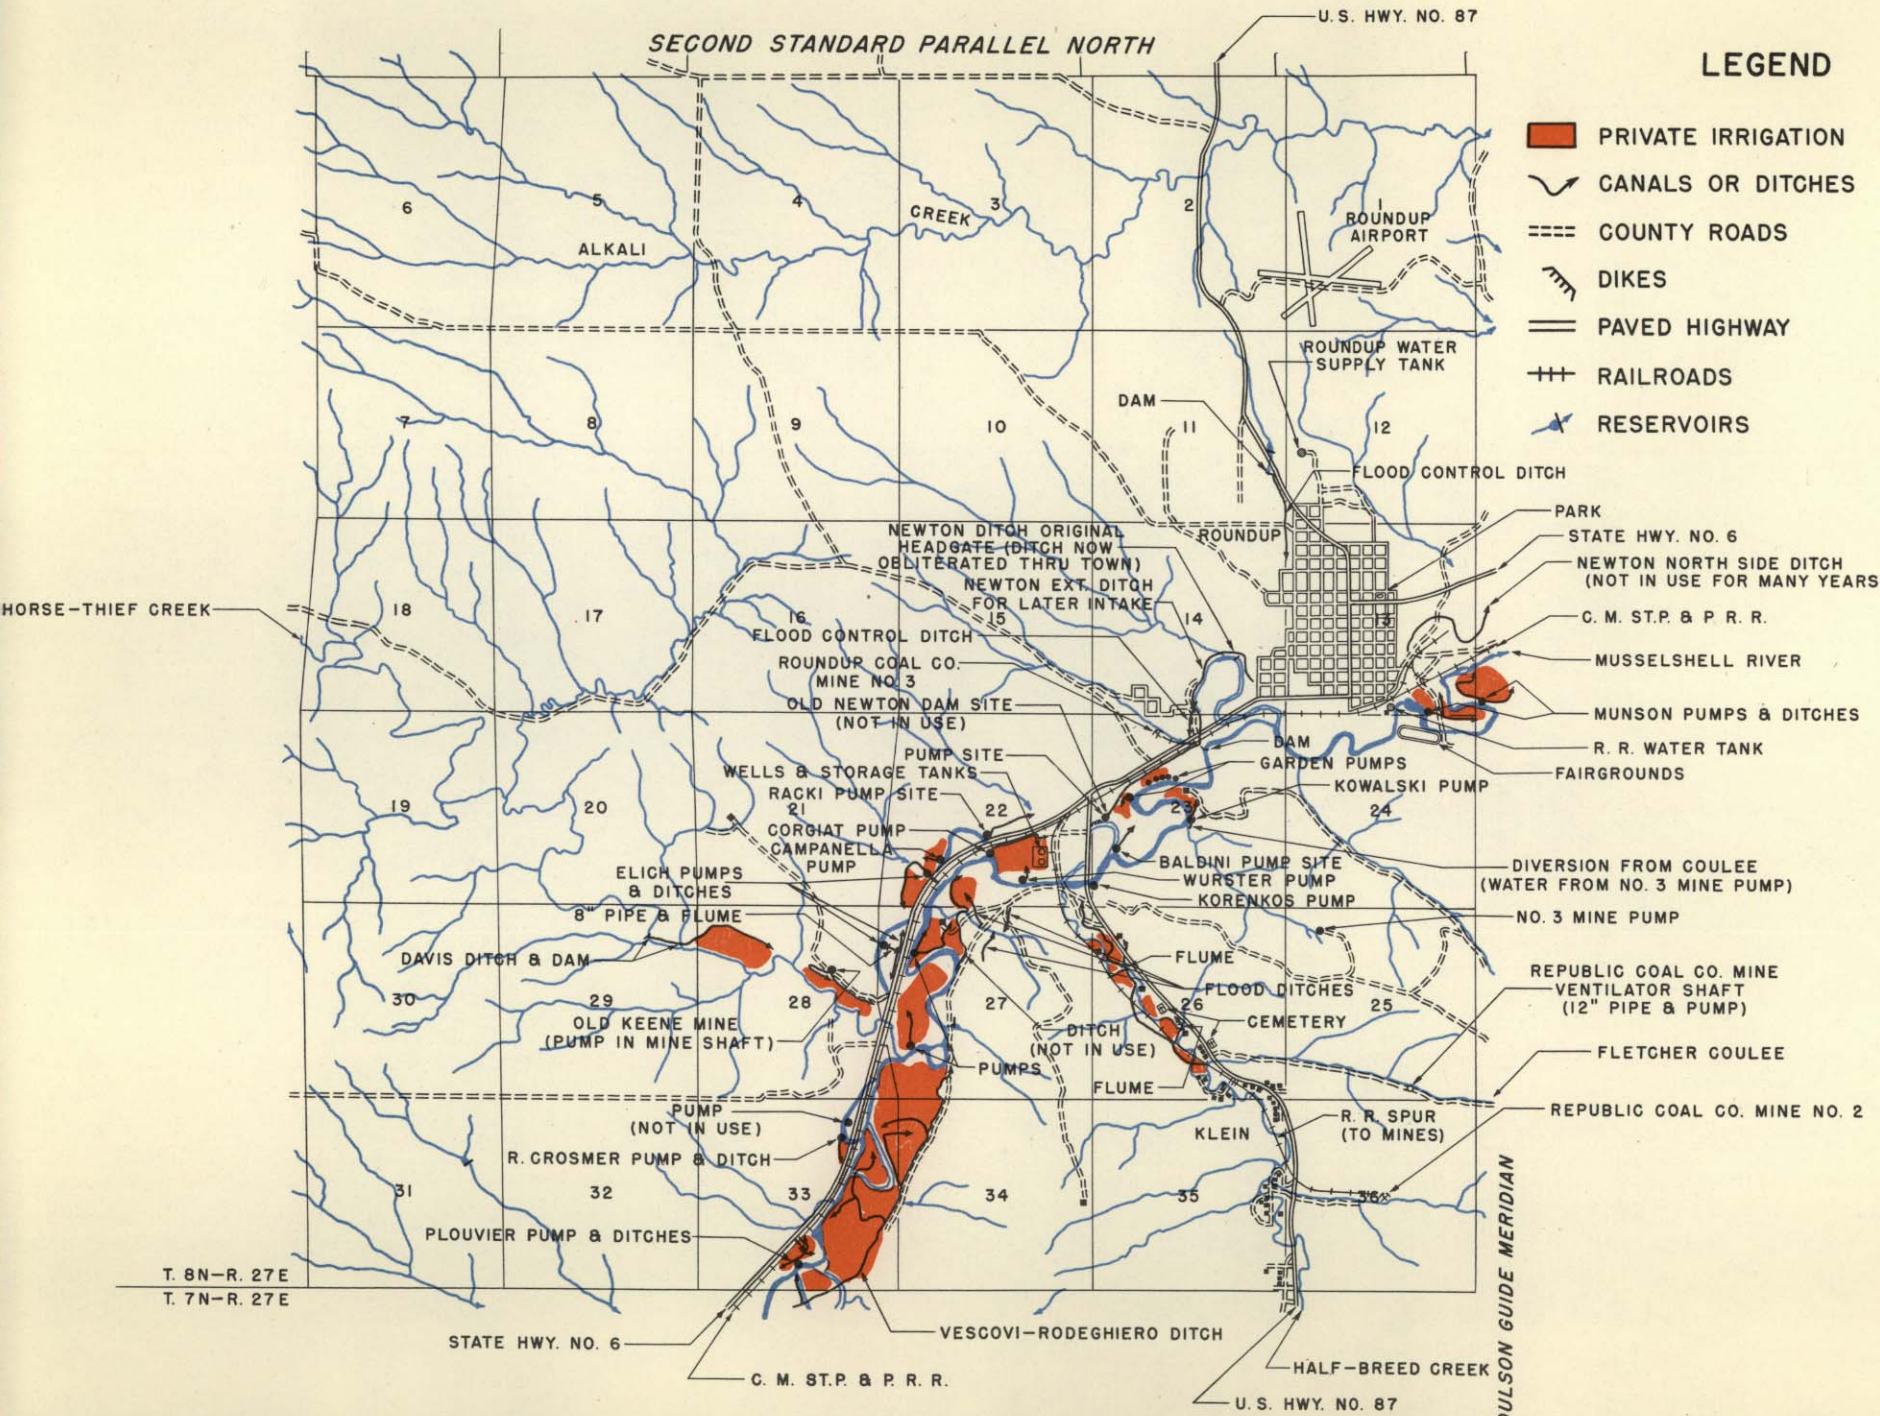 U.S. HWY. NO. 87
SECOND STANDARD PARALLEL NORTH
LEGEND
PRIVATE IRRIGATION
CANALS OR DITCHES
COUNTY ROADS
DIKES
PAVED HIGHWAY
RAILROADS
RESERVOIRS
6
5
4
3
2
1
ALKALI
CREEK
ROUNDUP
AIRPORT
ROUNDUP WATER
SUPPLY TANK
DAM
7
8
9
10
11
12
FLOOD CONTROL DITCH
PARK
STATE HWY. NO. 6
NEWTON NORTH SIDE DITCH
(NOT IN USE FOR MANY YEARS
C. M. ST.P. & P. R. R.
MUSSELSHELL RIVER
MUNSON PUMPS & DITCHES
R. R. WATER TANK
FAIRGROUNDS
NEWTON DITCH ORIGINAL
HEADGATE (DITCH NOW
OBLITERATED THRU TOWN)
ROUNDUP
NEWTON EXT. DITCH
FOR LATER INTAKE
HORSE-THIEF CREEK
18
17
16
15
14
13
FLOOD CONTROL DITCH
ROUNDUP COAL CO.
MINE NO. 3
OLD NEWTON DAM SITE
(NOT IN USE)
PUMP SITE
DAM
WELLS & STORAGE TANKS
GARDEN PUMPS
RACKI PUMP SITE
KOWALSKI PUMP
19
20
21
22
23
24
CORGIAT PUMP
CAMPANELLA
PUMP
ELICH PUMPS
& DITCHES
BALDINI PUMP SITE
WURSTER PUMP
KORENKOS PUMP
DIVERSION FROM COULEE
(WATER FROM NO. 3 MINE PUMP)
8" PIPE & FLUME
NO. 3 MINE PUMP
DAVIS DITCH & DAM
FLUME
REPUBLIC COAL CO. MINE
VENTILATOR SHAFT
(12" PIPE & PUMP)
FLOOD DITCHES
30
29
28
27
26
25
OLD KEENE MINE
(PUMP IN MINE SHAFT)
DITCH
(NOT IN USE)
CEMETERY
FLETCHER COULEE
PUMPS
FLUME
PUMP
(NOT IN USE)
R. R. SPUR
(TO MINES)
REPUBLIC COAL CO. MINE NO. 2
KLEIN
R. CROSMER PUMP & DITCH
31
32
33
34
35
36
PLOUVIER PUMP & DITCHES
T. 8N-R. 27E
T. 7N-R. 27E
STATE HWY. NO. 6
VESCOVI-RODEGHIERO DITCH
C. M. ST.P. & P. R. R.
HALF-BREED CREEK
U.S. HWY. NO. 87
GUIDE MERIDIAN